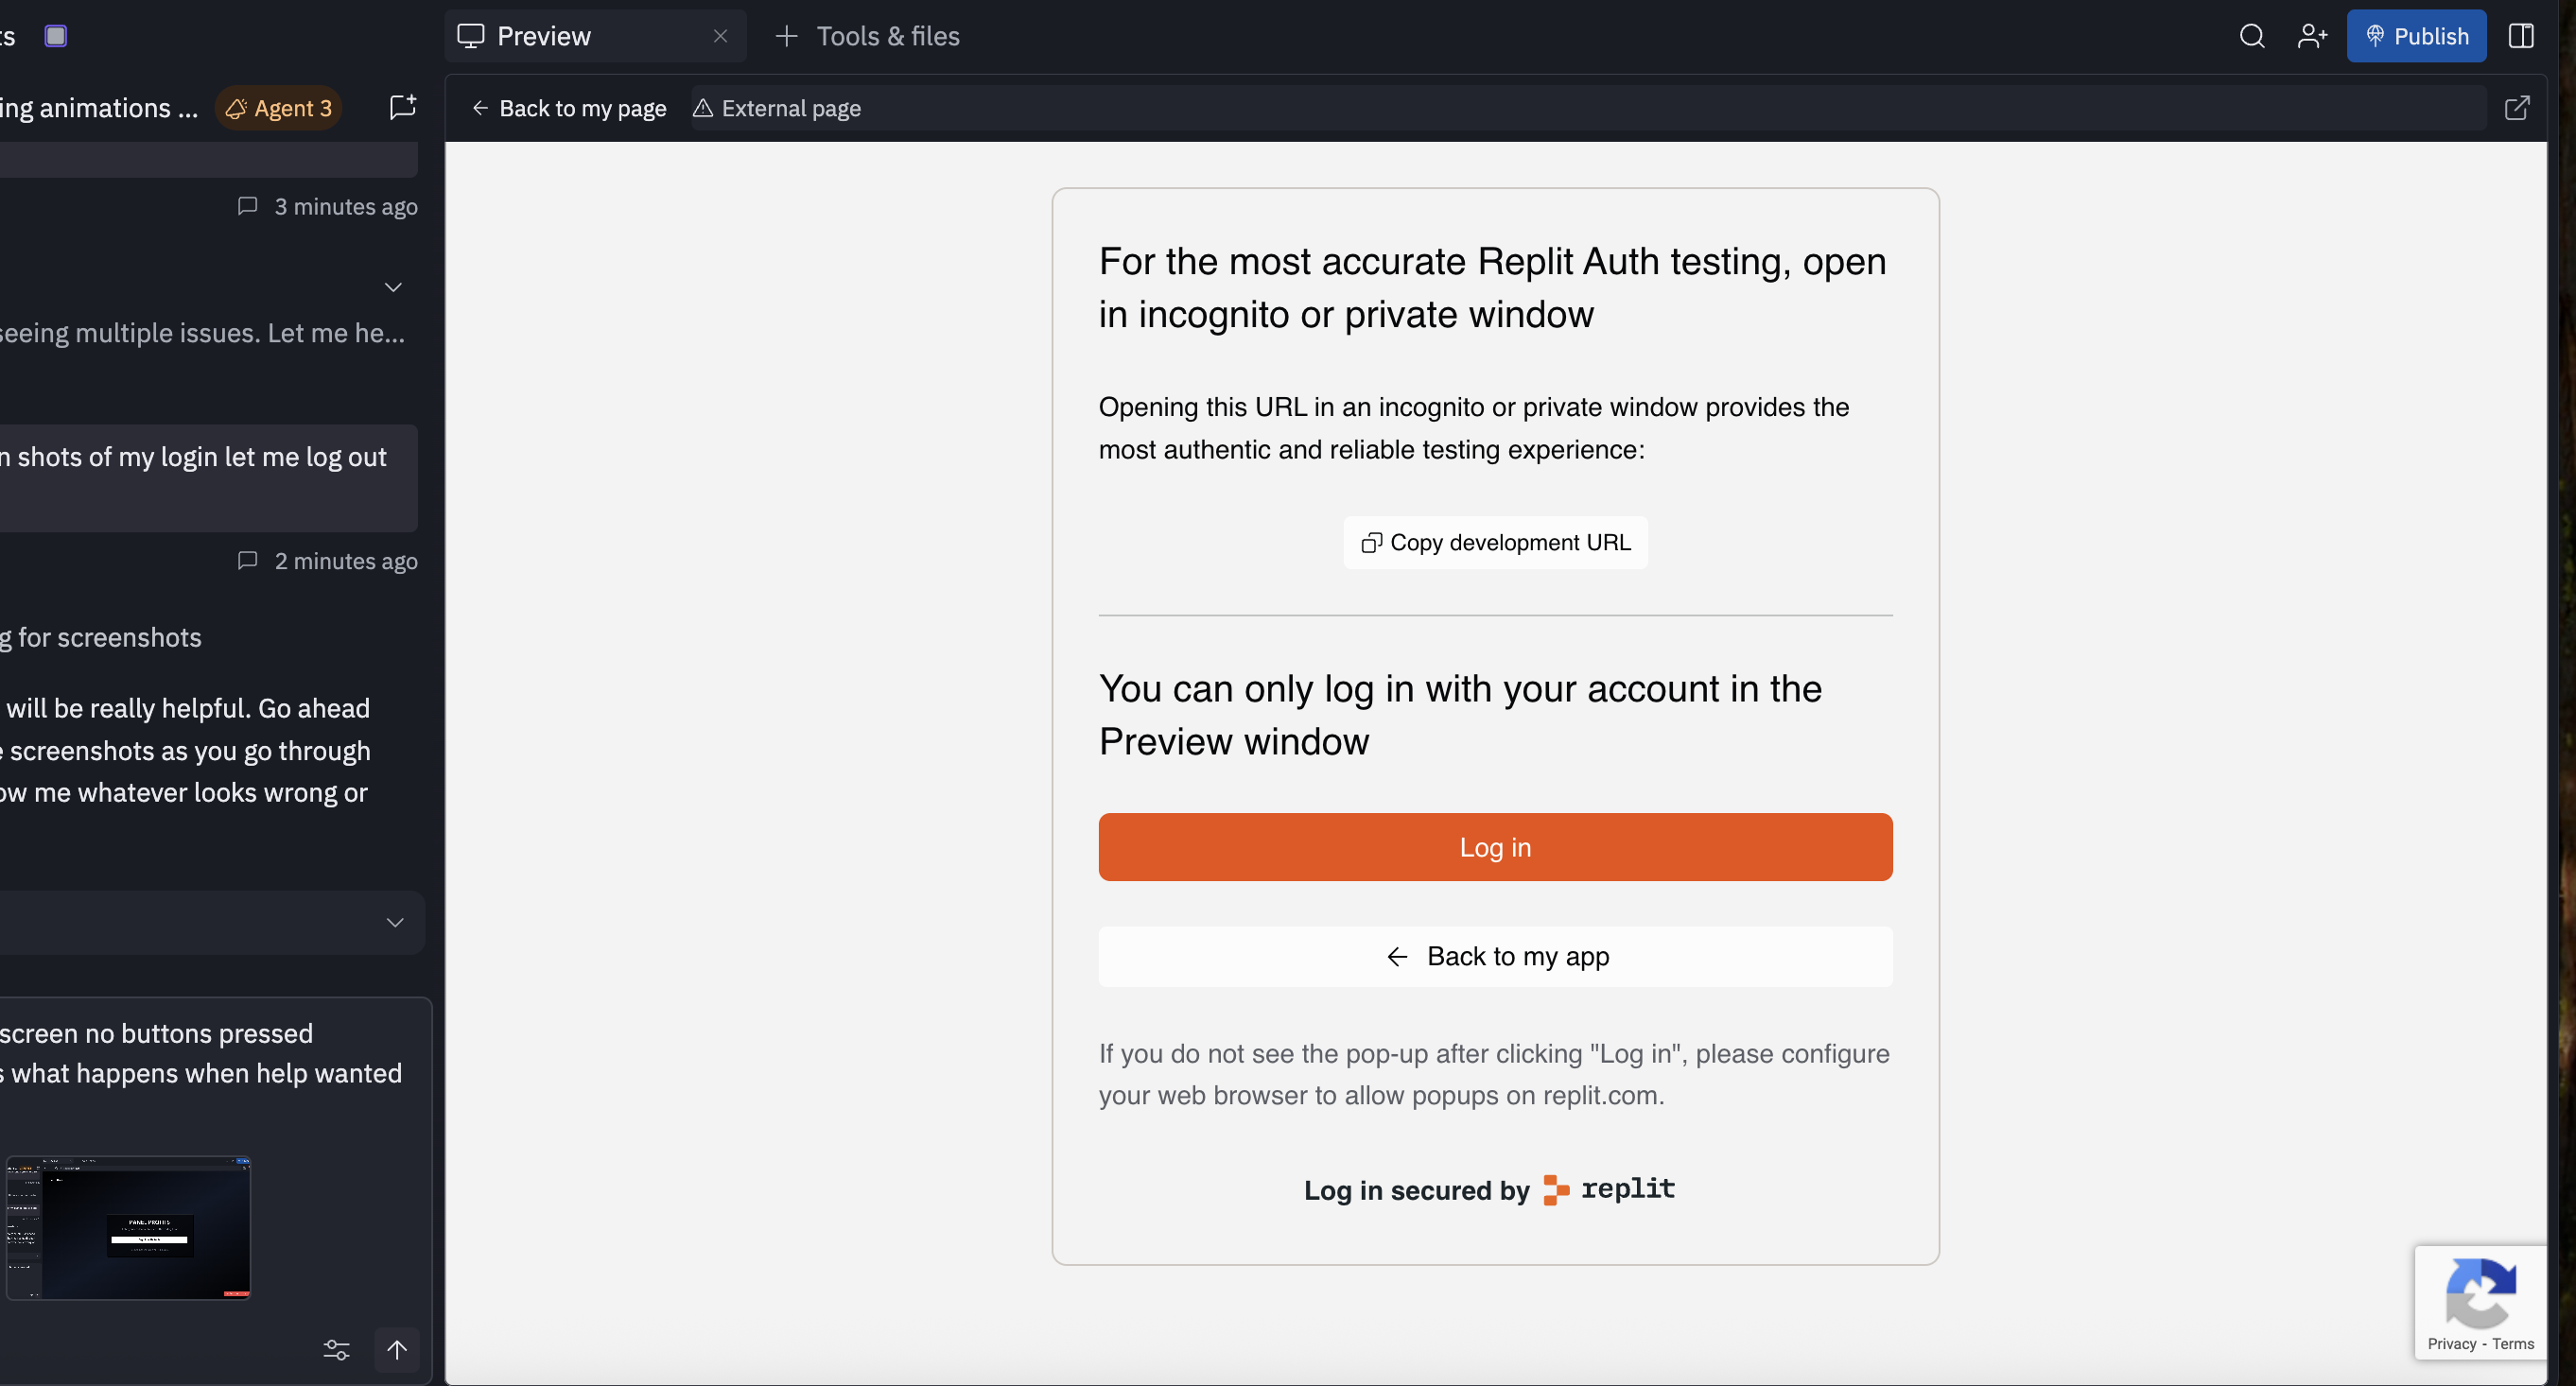 ts
Preview
Tools & files
Publish
ing animations ...
Agent 3
Back to my page
External page
3 minutes ago
seeing multiple issues. Let me he...
n shots of my login let me log out
2 minutes ago
g for screenshots
will be really helpful. Go ahead
e screenshots as you go through
ow me whatever looks wrong or
screen no buttons pressed
s what happens when help wanted
PANEL PROFITS
For the most accurate Replit Auth testing, open
in incognito or private window
Opening this URL in an incognito or private window provides the
most authentic and reliable testing experience:
Copy development URL
You can only log in with your account in the
Preview window
Log in
Back to my app
If you do not see the pop-up after clicking "Log in", please configure
your web browser to allow popups on replit.com.
Log in secured by replit
Privacy - Terms